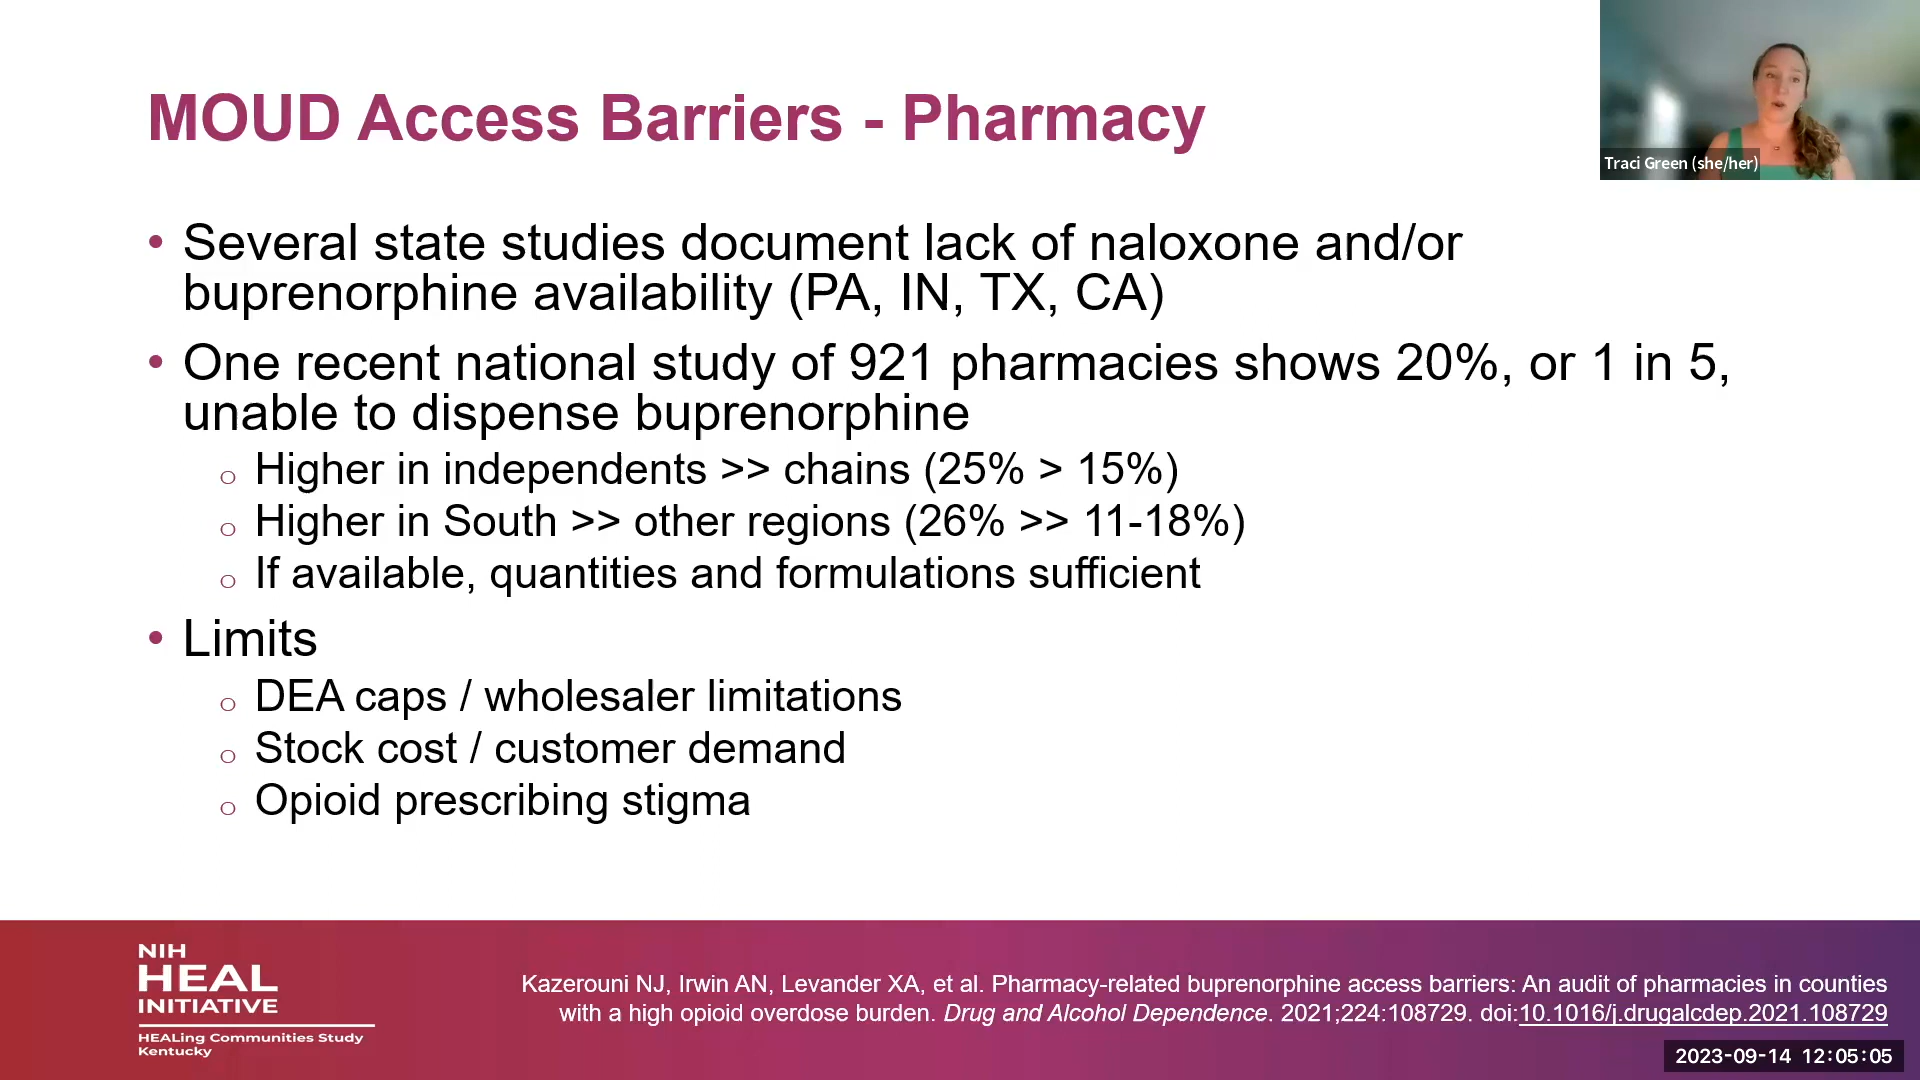 MOUD Access Barriers - Pharmacy
Traci Green (she/her)
• Several state studies document lack of naloxone and/or
buprenorphine availability (PA, IN, TX, CA)
• One recent national study of 921 pharmacies shows 20%, or 1 in 5,
unable to dispense buprenorphine
o Higher in independents >> chains (25% > 15%)
o Higher in South >> other regions (26% >> 11-18%)
o If available, quantities and formulations sufficient
• Limits
o DEA caps / wholesaler limitations
o Stock cost / customer demand
o Opioid prescribing stigma
NIH
HEAL
INITIATIVE
HEALing Communities Study
Kentucky
Kazerouni NJ, Irwin AN, Levander XA, et al. Pharmacy-related buprenorphine access barriers: An audit of pharmacies in counties
with a high opioid overdose burden. Drug and Alcohol Dependence. 2021;224:108729. doi:10.1016/j.drugalcdep.2021.108729
2023-09-14 12:05:05